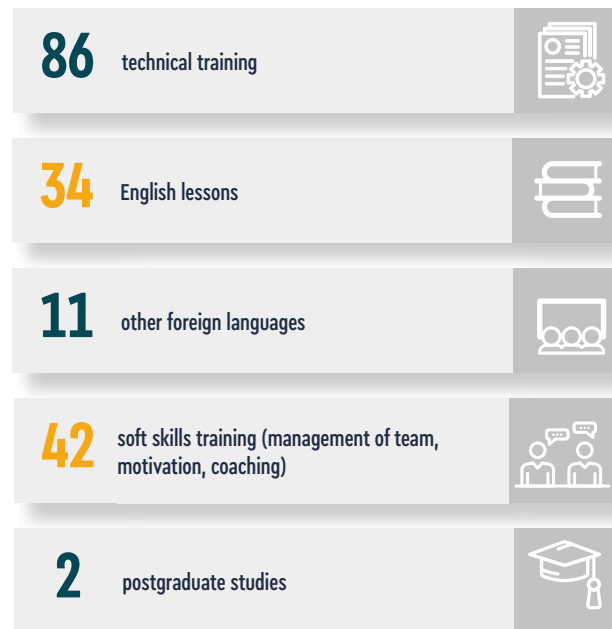 86 technical training
34 English lessons
11 other foreign languages
42 soft skills training (management of team,
motivation, coaching)
2 postgraduate studies